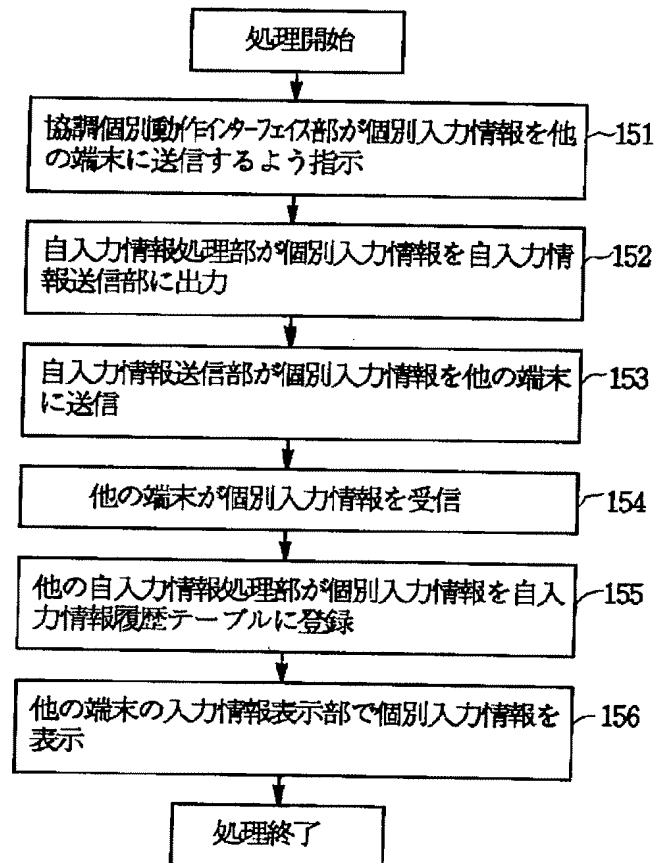 処理開始
協調個別動作インターフェイス部が個別入力情報を他
の端末に送信するよう指示
151
自入力情報処理部が個別入力情報を自入力情
報送信部に出力
152
自入力情報送信部が個別入力情報を他の端末
に送信
153
他の端末が個別入力情報を受信
154
他の自入力情報処理部が個別入力情報を自入
力情報履歴テーブルに登録
155
他の端末の入力情報表示部で個別入力情報を
表示
156
処理終了